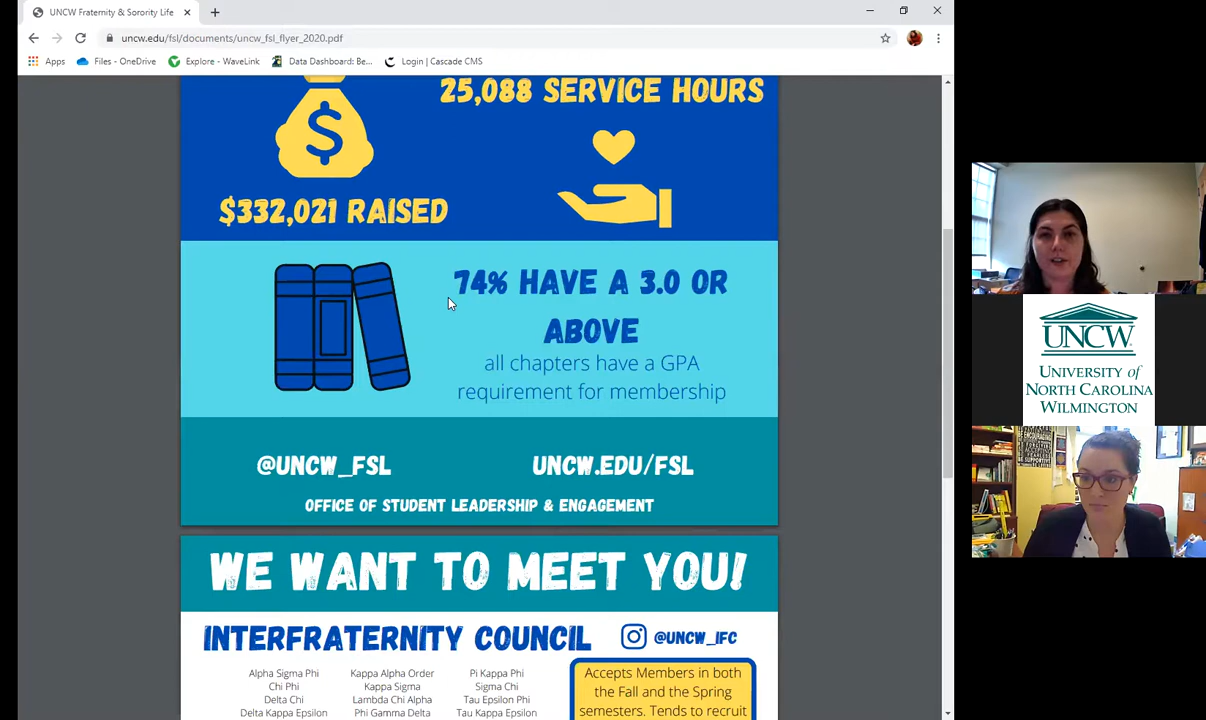 UNCW Fraternity & Sorority Life
uncw.edu/fsl/documents/uncw_fsl_flyer_2020.pdf
Apps
Files - OneDrive
Explore - WaveLink
Data Dashboard: Be...
Login | Cascade CMS
25,088 SERVICE HOURS
$
$332,021 RAISED
74% HAVE A 3.0 OR
ABOVE
all chapters have a GPA
requirement for membership
@UNCW_FSL
UNCW.EDU/FSL
OFFICE OF STUDENT LEADERSHIP & ENGAGEMENT
WE WANT TO MEET YOU!
INTERFRATERNITY COUNCIL
@UNCW_IFC
Alpha Sigma Phi
Chi Phi
Delta Chi
Delta Kappa Epsilon
Kappa Alpha Order
Kappa Sigma
Lambda Chi Alpha
Phi Gamma Delta
Pi Kappa Phi
Sigma Chi
Tau Epsilon Phi
Tau Kappa Epsilon
Accepts Members in both
the Fall and the Spring
semesters. Tends to recruit
UNCW
UNIVERSITY of
NORTH CAROLINA
WILMINGTON